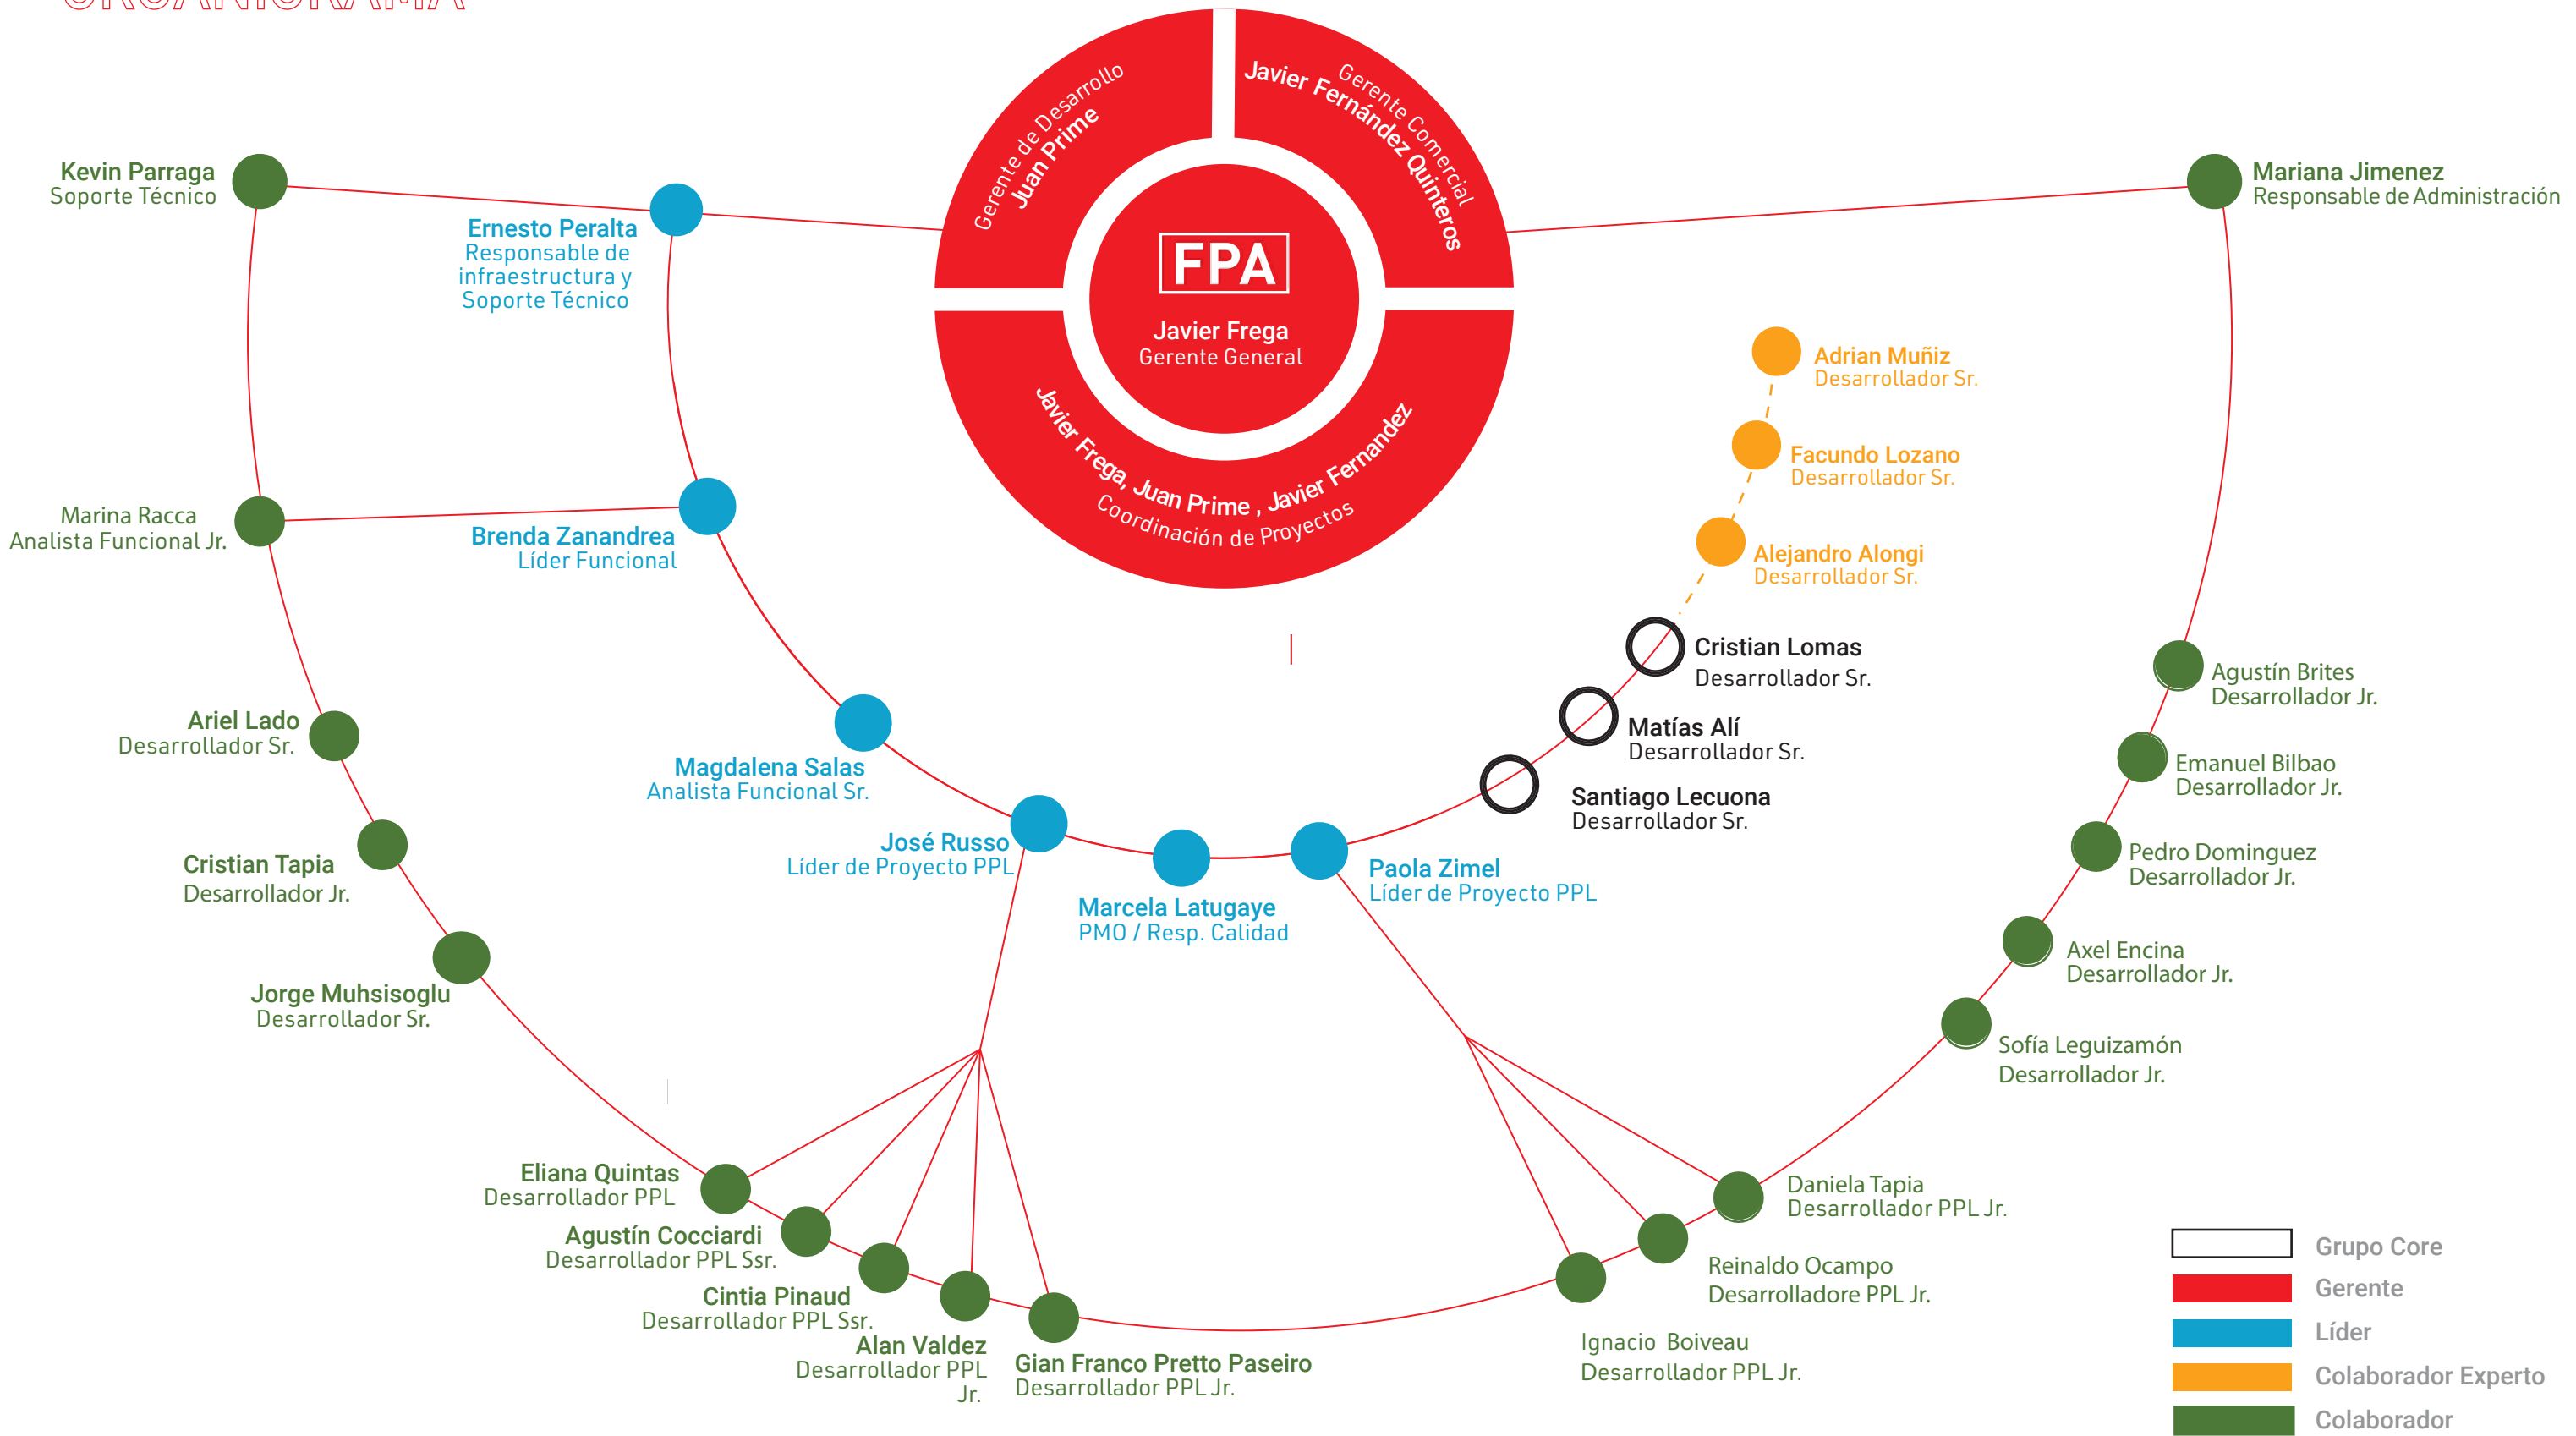 ORGANIGRAMA
Gerente de Desarrollo
Juan Prime
Gerente Comercial
Javier Fernández Quinteros
FPA
Javier Frega
Gerente General
Javier Frega, Juan Prime , Javier Fernandez
Coordinación de Proyectos
Kevin Parraga
Soporte Técnico
Ernesto Peralta
Responsable de
infraestructura y
Soporte Técnico
Mariana Jimenez
Responsable de Administración
Adrian Muñiz
Desarrollador Sr.
Facundo Lozano
Desarrollador Sr.
Alejandro Alongi
Desarrollador Sr.
Marina Racca
Analista Funcional Jr.
Brenda Zanandrea
Líder Funcional
Cristian Lomas
Desarrollador Sr.
Matías Alí
Desarrollador Sr.
Santiago Lecuona
Desarrollador Sr.
Agustín Brites
Desarrollador Jr.
Emanuel Bilbao
Desarrollador Jr.
Pedro Dominguez
Desarrollador Jr.
Axel Encina
Desarrollador Jr.
Sofía Leguizamón
Desarrollador Jr.
Ariel Lado
Desarrollador Sr.
Magdalena Salas
Analista Funcional Sr.
José Russo
Líder de Proyecto PPL
Marcela Latugaye
PMO / Resp. Calidad
Paola Zimel
Líder de Proyecto PPL
Cristian Tapia
Desarrollador Jr.
Jorge Muhsisoglu
Desarrollador Sr.
Eliana Quintas
Desarrollador PPL
Agustín Cocciardi
Desarrollador PPL Ssr.
Cintia Pinaud
Desarrollador PPL Ssr.
Alan Valdez
Desarrollador PPL
Jr.
Gian Franco Pretto Paseiro
Desarrollador PPL Jr.
Daniela Tapia
Desarrollador PPL Jr.
Reinaldo Ocampo
Desarrolladore PPL Jr.
Ignacio Boiveau
Desarrollador PPL Jr.
Grupo Core
Gerente
Líder
Colaborador Experto
Colaborador